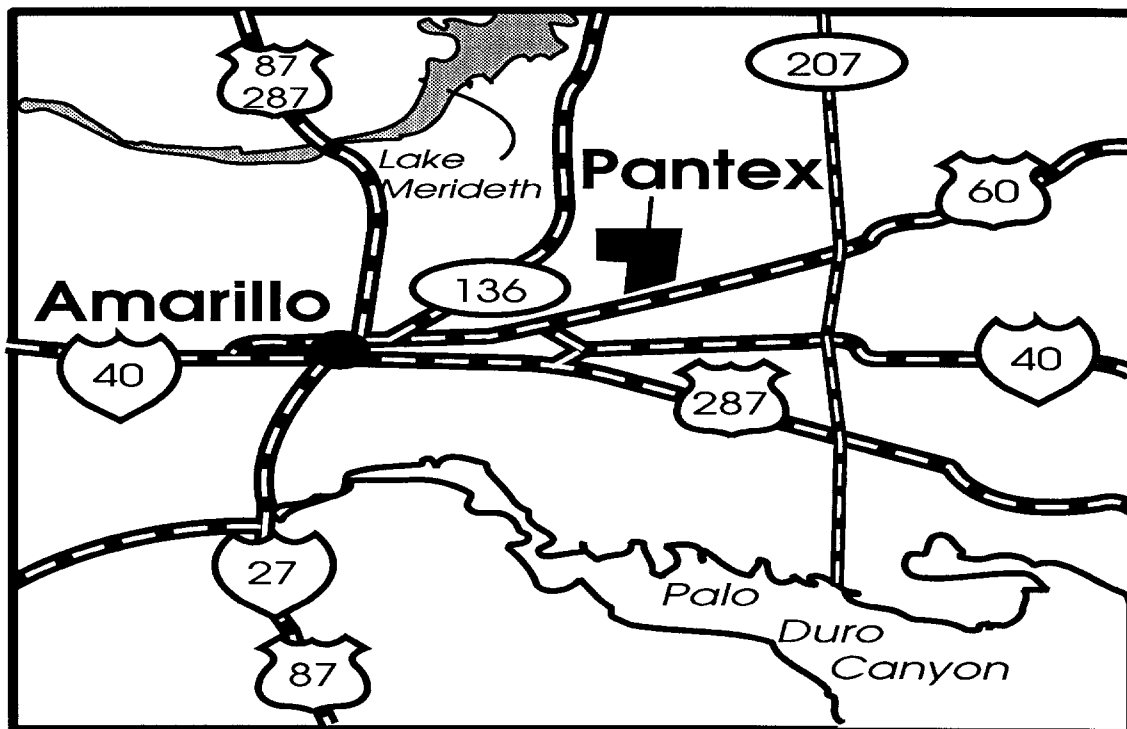 87
287
207
Lake
Merideth
Pantex
60
136
Amarillo
40
40
287
27
Palo
Duro
Canyon
87